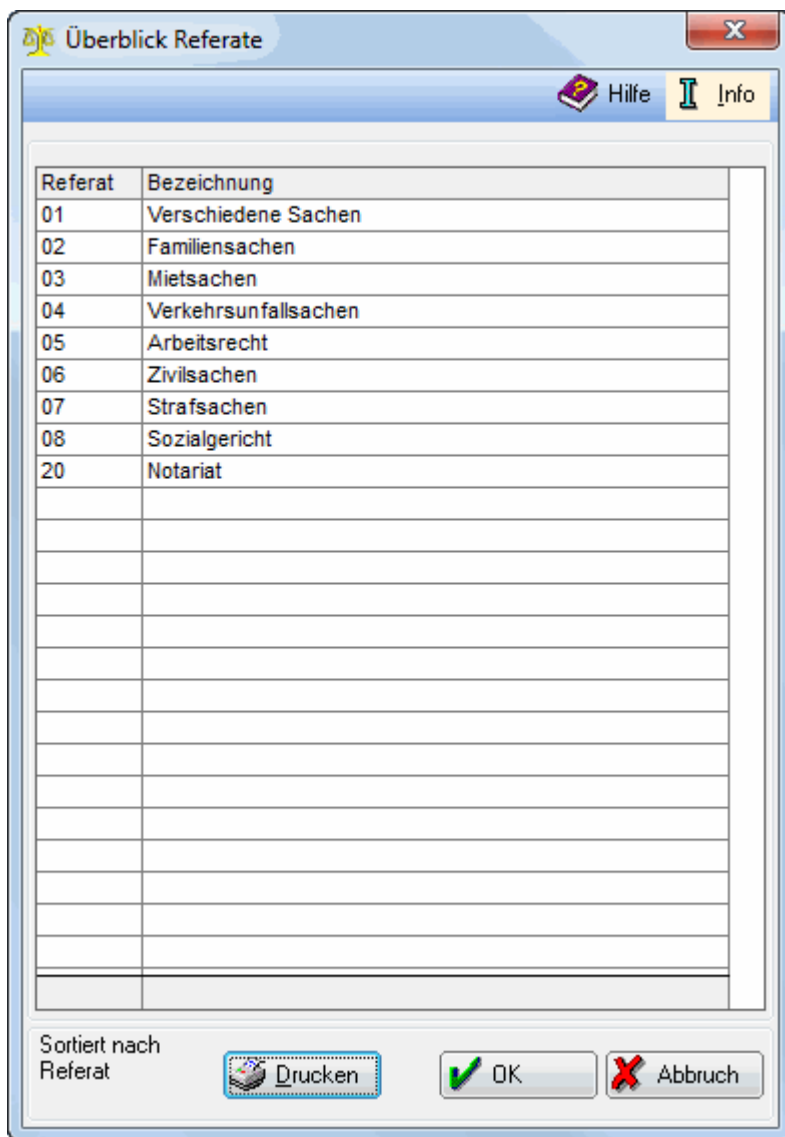 Überblick Referate
Hilfe Info
Referat Bezeichnung
01 Verschiedene Sachen
02 Familiensachen
03 Mietsachen
04 Verkehrsunfallsachen
05 Arbeitsrecht
06 Zivilsachen
07 Strafsachen
08 Sozialgericht
20 Notariat
Sortiert nach
Referat
Drucken OK Abbruch